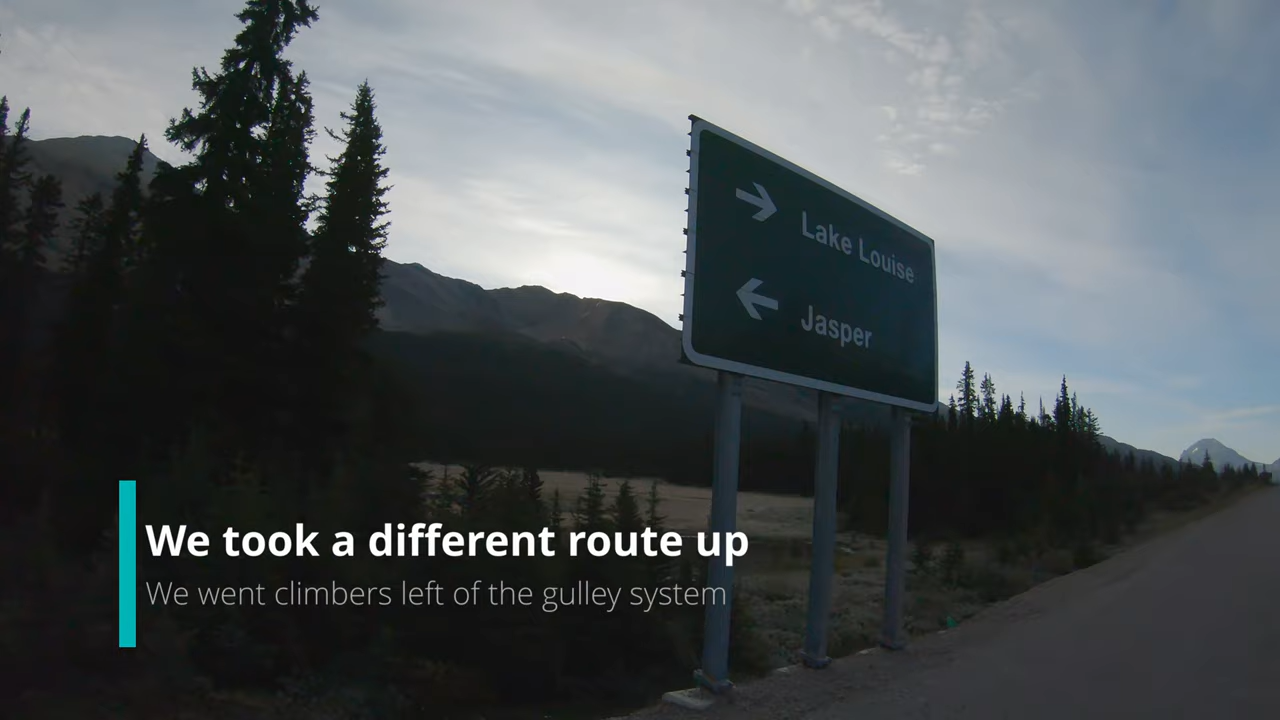 Lake Louise
Jasper
We took a different route up
We went climbers left of the gulley system